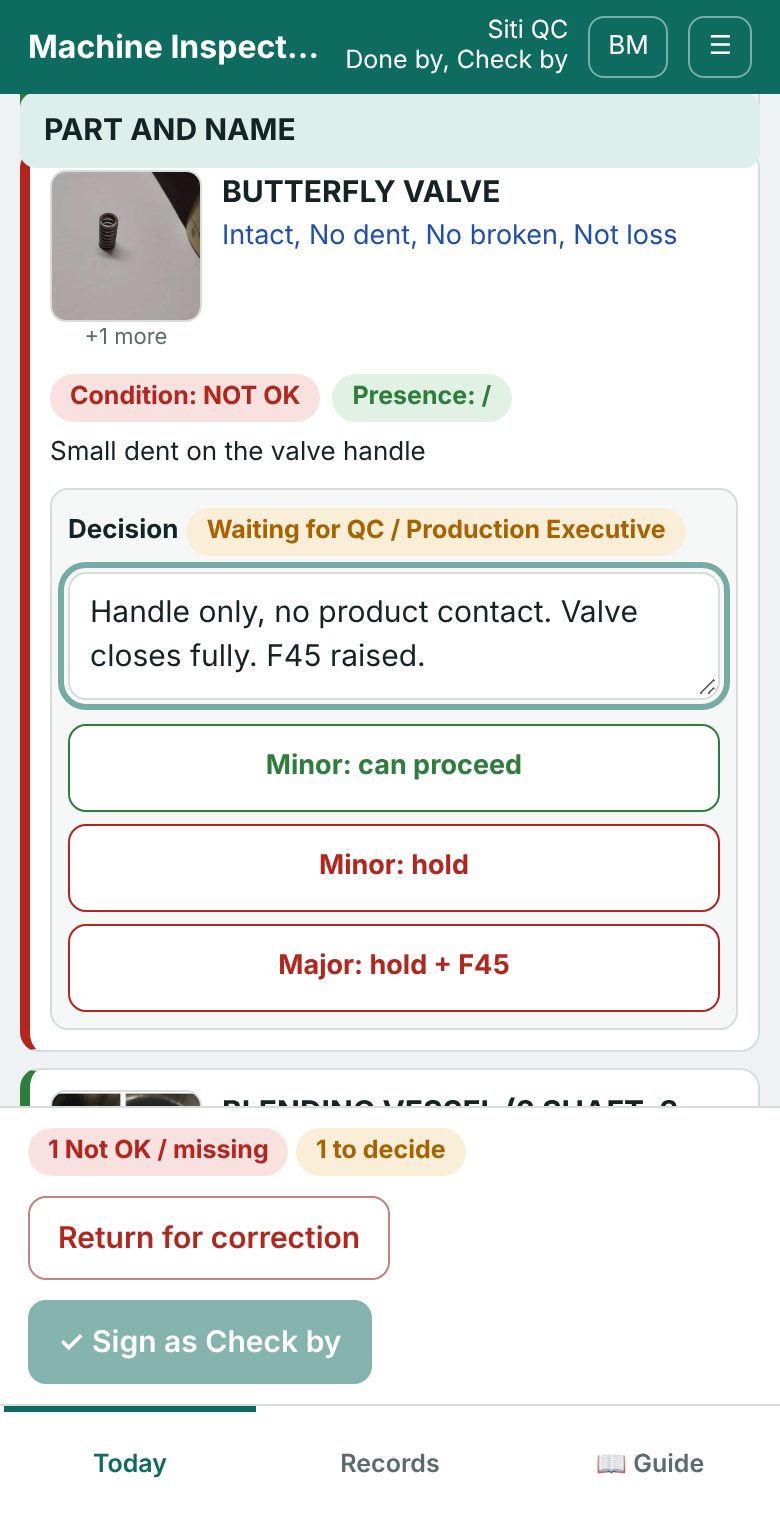 Machine Inspect...
Siti QC
Done by, Check by
BM
☰
PART AND NAME
BUTTERFLY VALVE
Intact, No dent, No broken, Not loss
+1 more
Condition: NOT OK
Presence: /
Small dent on the valve handle
Decision
Waiting for QC / Production Executive
Handle only, no product contact. Valve
closes fully. F45 raised.
Minor: can proceed
Minor: hold
Major: hold + F45
1 Not OK / missing
1 to decide
Return for correction
✓ Sign as Check by
Today
Records
📖 Guide